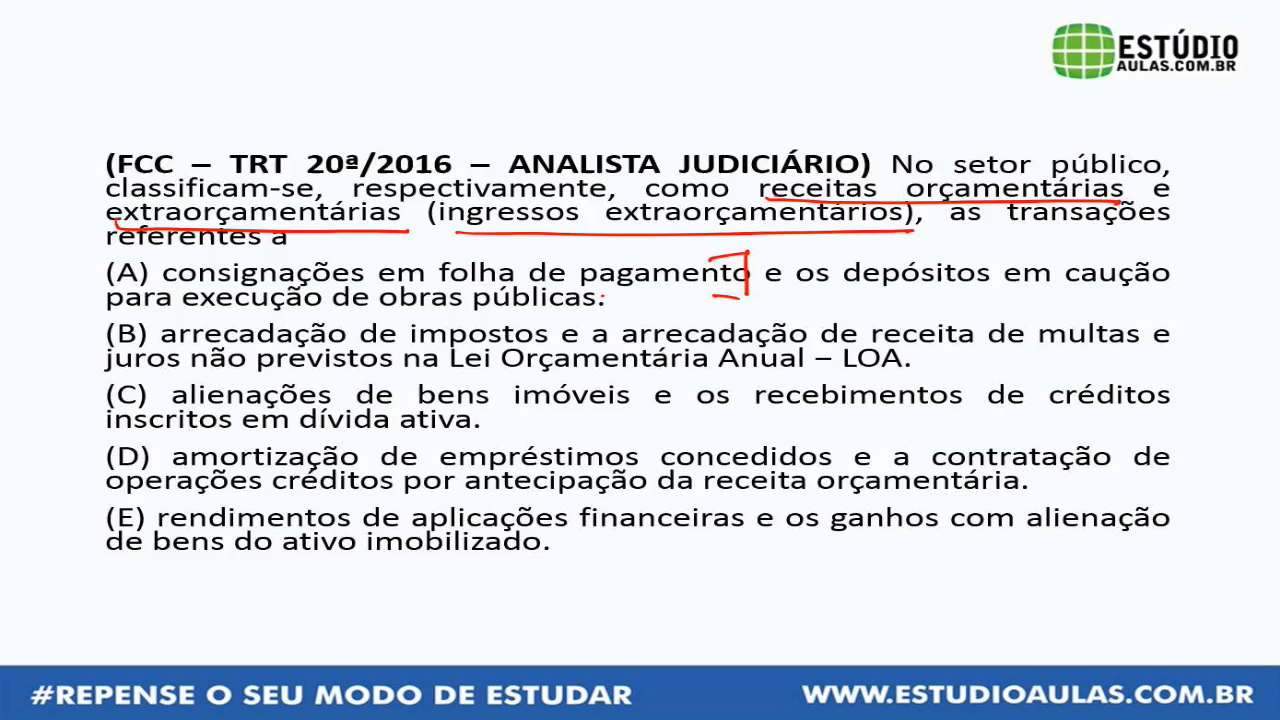 ESTÚDIO
AULAS.COM.BR
(FCC – TRT 20ª/2016 – ANALISTA JUDICIÁRIO) No setor público,
classificam-se, respectivamente, como receitas orçamentárias e
extraorçamentárias (ingressos extraorçamentários), as transações
referentes a
(A) consignações em folha de pagamento e os depósitos em caução
para execução de obras públicas.
(B) arrecadação de impostos e a arrecadação de receita de multas e
juros não previstos na Lei Orçamentária Anual – LOA.
(C) alienações de bens imóveis e os recebimentos de créditos
inscritos em dívida ativa.
(D) amortização de empréstimos concedidos e a contratação de
operações créditos por antecipação da receita orçamentária.
(E) rendimentos de aplicações financeiras e os ganhos com alienação
de bens do ativo imobilizado.
#REPENSE O SEU MODO DE ESTUDAR
WWW.ESTUDIOAULAS.COM.BR